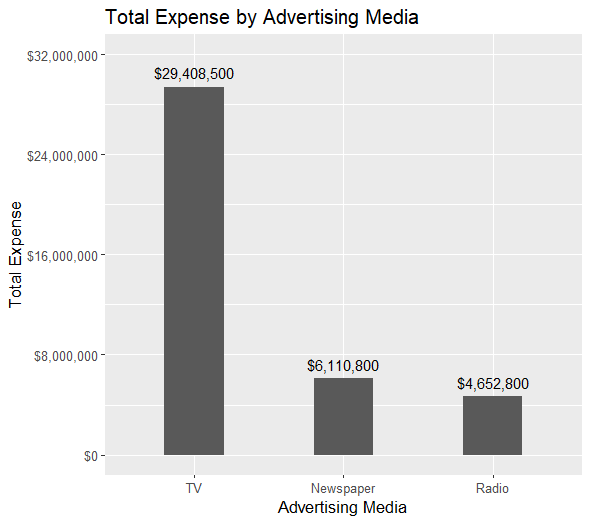 Total Expense by Advertising Media
$32,000,000
$24,000,000
$16,000,000
$8,000,000
$0
Total Expense
$29,408,500
$6,110,800
$4,652,800
TV
Newspaper
Radio
Advertising Media